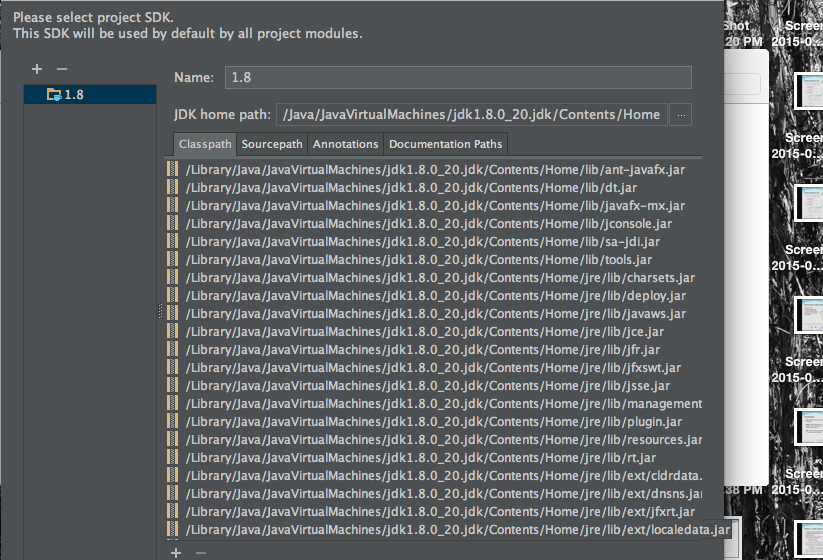 Please select project SDK.
This SDK will be used by default by all project modules.
+ −
1.8
Name: 1.8
JDK home path: /Java/JavaVirtualMachines/jdk1.8.0_20.jdk/Contents/Home ...
Classpath Sourcepath Annotations Documentation Paths
/Library/Java/JavaVirtualMachines/jdk1.8.0_20.jdk/Contents/Home/lib/ant-javafx.jar
/Library/Java/JavaVirtualMachines/jdk1.8.0_20.jdk/Contents/Home/lib/dt.jar
/Library/Java/JavaVirtualMachines/jdk1.8.0_20.jdk/Contents/Home/lib/javafx-mx.jar
/Library/Java/JavaVirtualMachines/jdk1.8.0_20.jdk/Contents/Home/lib/jconsole.jar
/Library/Java/JavaVirtualMachines/jdk1.8.0_20.jdk/Contents/Home/lib/sa-jdi.jar
/Library/Java/JavaVirtualMachines/jdk1.8.0_20.jdk/Contents/Home/lib/tools.jar
/Library/Java/JavaVirtualMachines/jdk1.8.0_20.jdk/Contents/Home/jre/lib/charsets.jar
/Library/Java/JavaVirtualMachines/jdk1.8.0_20.jdk/Contents/Home/jre/lib/deploy.jar
/Library/Java/JavaVirtualMachines/jdk1.8.0_20.jdk/Contents/Home/jre/lib/javaws.jar
/Library/Java/JavaVirtualMachines/jdk1.8.0_20.jdk/Contents/Home/jre/lib/jce.jar
/Library/Java/JavaVirtualMachines/jdk1.8.0_20.jdk/Contents/Home/jre/lib/jfr.jar
/Library/Java/JavaVirtualMachines/jdk1.8.0_20.jdk/Contents/Home/jre/lib/jfxswt.jar
/Library/Java/JavaVirtualMachines/jdk1.8.0_20.jdk/Contents/Home/jre/lib/jsse.jar
/Library/Java/JavaVirtualMachines/jdk1.8.0_20.jdk/Contents/Home/jre/lib/management
/Library/Java/JavaVirtualMachines/jdk1.8.0_20.jdk/Contents/Home/jre/lib/plugin.jar
/Library/Java/JavaVirtualMachines/jdk1.8.0_20.jdk/Contents/Home/jre/lib/resources.jar
/Library/Java/JavaVirtualMachines/jdk1.8.0_20.jdk/Contents/Home/jre/lib/rt.jar
/Library/Java/JavaVirtualMachines/jdk1.8.0_20.jdk/Contents/Home/jre/lib/ext/cldrdata.
/Library/Java/JavaVirtualMachines/jdk1.8.0_20.jdk/Contents/Home/jre/lib/ext/dnsns.jar
/Library/Java/JavaVirtualMachines/jdk1.8.0_20.jdk/Contents/Home/jre/lib/ext/jfxrt.jar
/Library/Java/JavaVirtualMachines/jdk1.8.0_20.jdk/Contents/Home/jre/lib/ext/localedata.jar
+ −
Shot
20 PM
38 PM
Screen
2015-0...
Screen
2015-0...
Screen
2015-0...
Screen
2015-0...
Screen
2015-0...